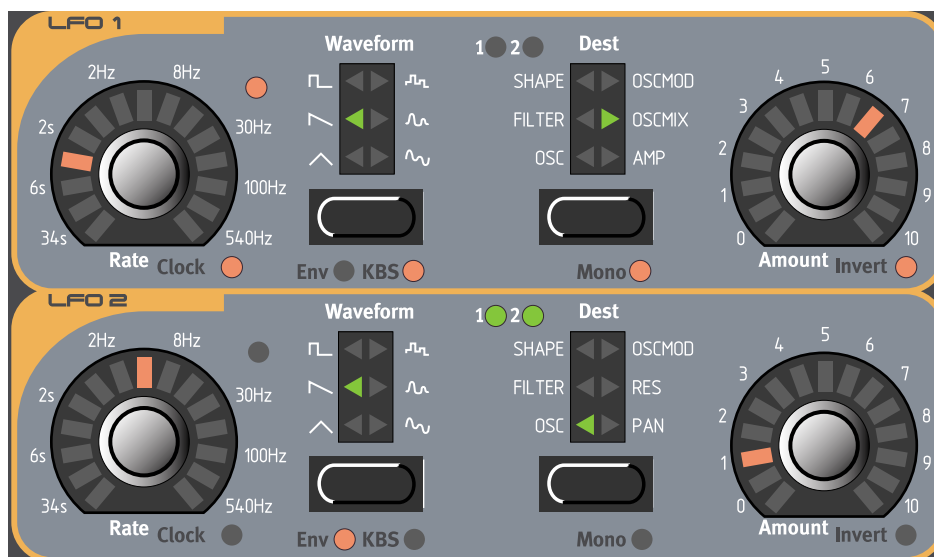 LFO 1
Waveform
1 2 Dest
2Hz 8Hz
2s 30Hz
6s 100Hz
34s 540Hz
Rate Clock
Env KBS
SHAPE OSCMOD
FILTER OSCMIX
OSC AMP
Mono
0 1 2 3 4 5 6 7 8 9 10
Amount Invert
LFO 2
Waveform
1 2 Dest
2Hz 8Hz
2s 30Hz
6s 100Hz
34s 540Hz
Rate Clock
Env KBS
SHAPE OSCMOD
FILTER RES
OSC PAN
Mono
0 1 2 3 4 5 6 7 8 9 10
Amount Invert